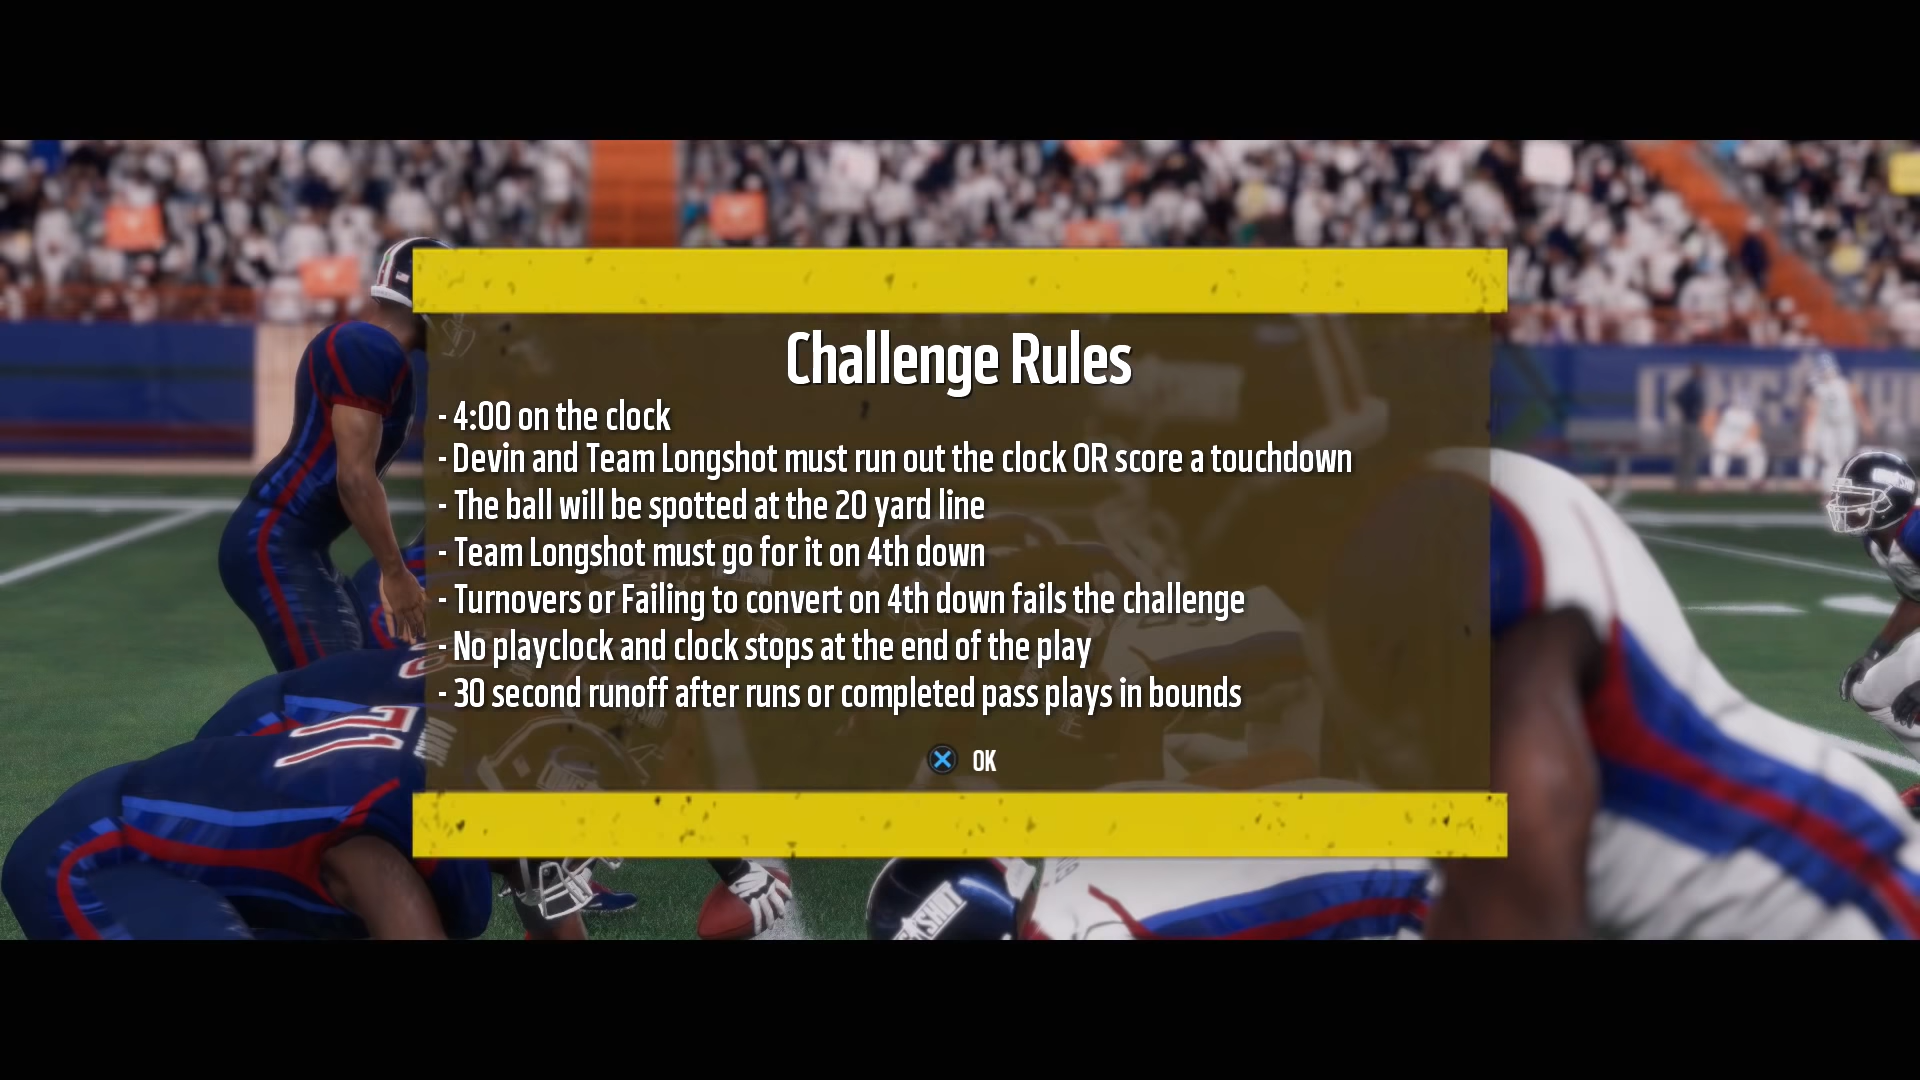 Challenge Rules
- 4:00 on the clock
- Devin and Team Longshot must run out the clock OR score a touchdown
- The ball will be spotted at the 20 yard line
- Team Longshot must go for it on 4th down
- Turnovers or Failing to convert on 4th down fails the challenge
- No playclock and clock stops at the end of the play
- 30 second runoff after runs or completed pass plays in bounds
OK
71